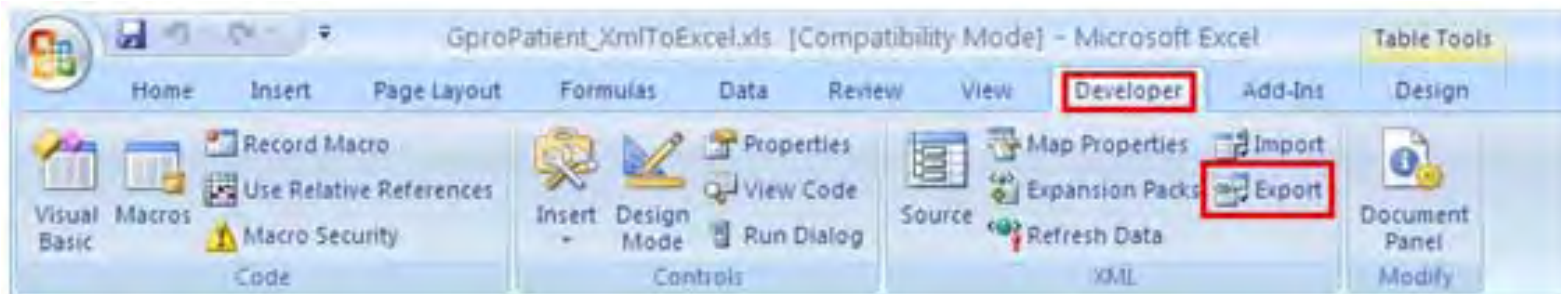 GproPatient_XmlToExcel.xls [Compatibility Mode] - Microsoft Excel Table Tools
Home Insert Page Layout Formulas Data Review View Developer Add-Ins Design
Visual Basic
Macros
Record Macro
Use Relative References
Macro Security
Code
Insert
Design Mode
Properties
View Code
Run Dialog
Controls
Source
Map Properties
Expansion Packs
Refresh Data
Import
Export
XML
Document Panel
Modify